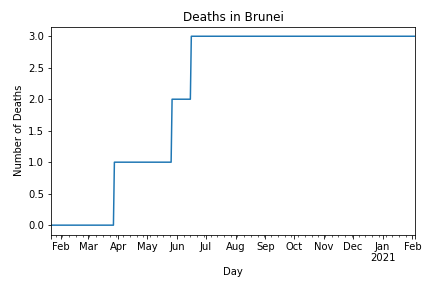 Deaths in Brunei
3.0
2.5
2.0
1.5
1.0
0.5
0.0
Number of Deaths
Feb Mar Apr May Jun Jul Aug Sep Oct Nov Dec Jan Feb
2021
Day